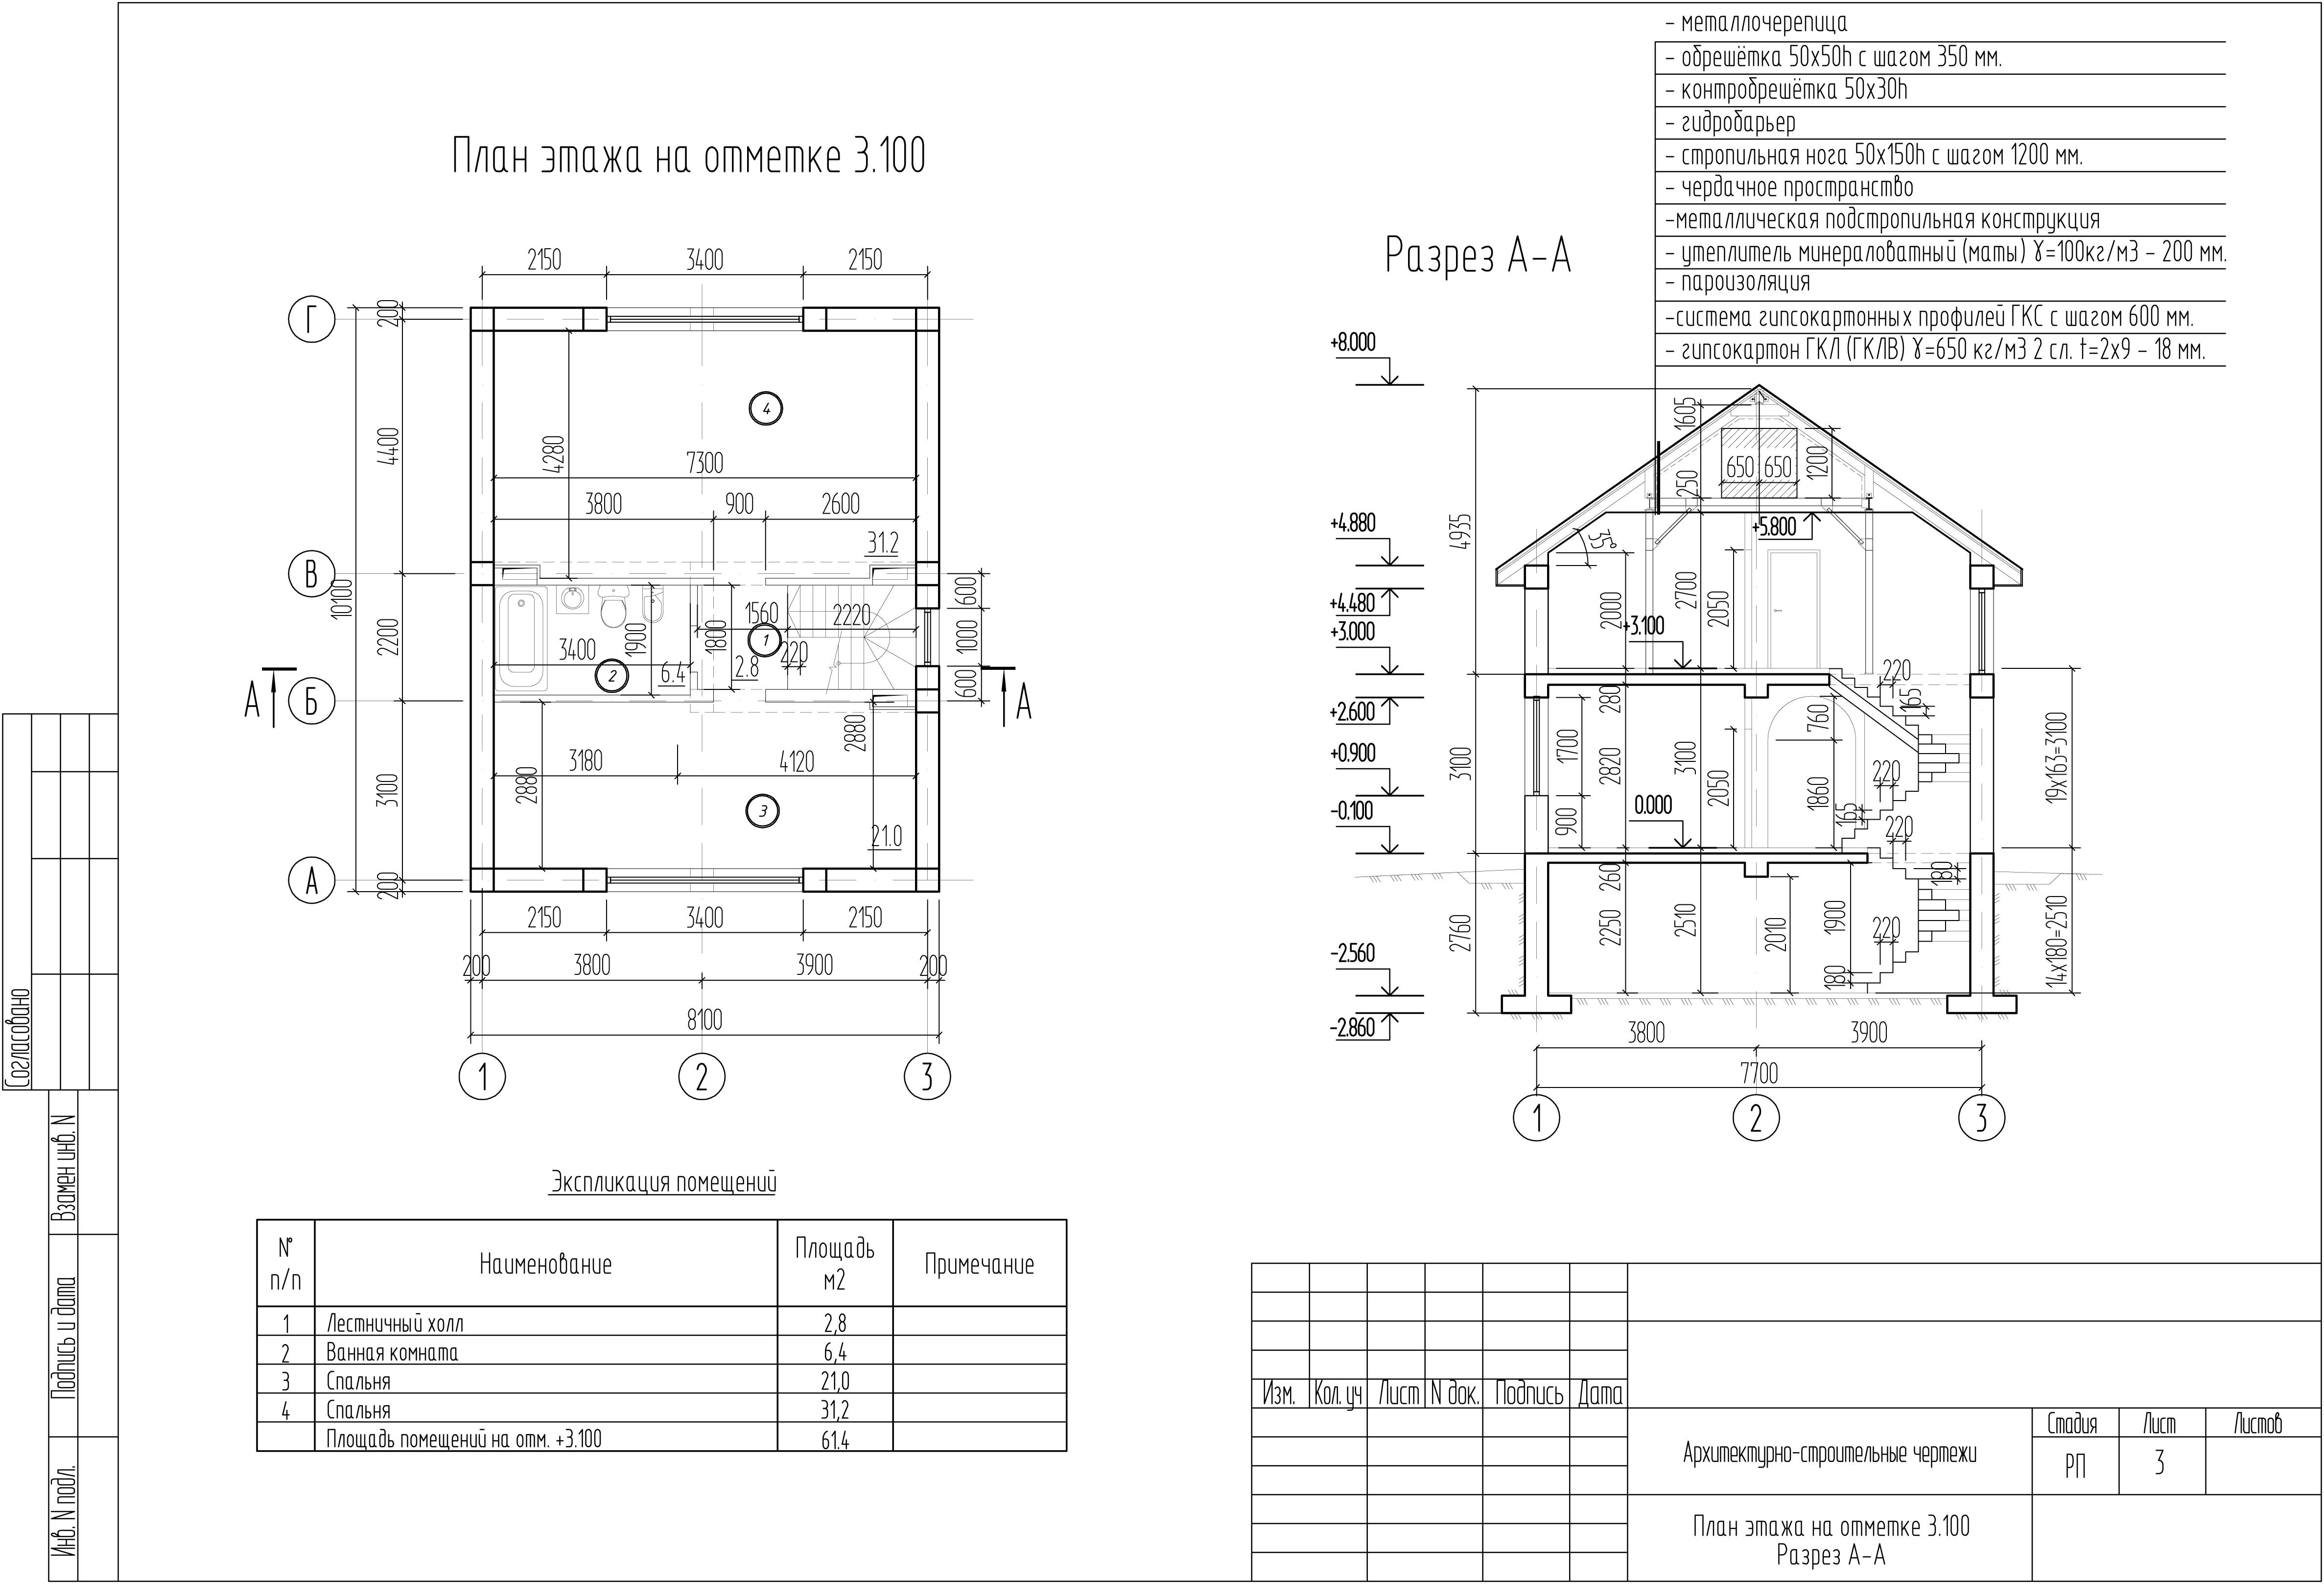 - металлочерепица
- обрешётка 50х50h с шагом 350 мм.
- контробрешётка 50х30h
- гидробарьер
- стропильная нога 50х150h с шагом 1200 мм.
- чердачное пространство
-металлическая подстропильная конструкция
- утеплитель минераловатный (маты) ɣ=100кг/м3 - 200 мм.
- пароизоляция
-система гипсокартонных профилей ГКС с шагом 600 мм.
- гипсокартон ГКЛ (ГКЛВ) ɣ=650 кг/м3 2 сл. t=2х9 - 18 мм.
План этажа на отметке 3.100
2150 3400 2150
Г
200
4400
4280
4
7300
3800 900 2600
31.2
В
10100
600
1560 2220
1900
1800
1
1000
2200
3400
220
2
6.4
2.8
600
А А
Б
2880
3180 4120
3100
2880
3
21.0
А
200
2150 3400 2150
200 3800 3900 200
8100
1 2 3
Разрез А-А
+8.000
1605
650 650
1200
250
+4.880
4935
+5.800
35°
+4.480
2000
2700
2050
+3.000
+3.100
220
165
+2.600
280
760
+0.900
1700
3100
2820
3100
2050
19х163=3100
220
1860
-0.100
0.000
900
165
220
260
180
2760
2250
2510
2010
1900
220
14х180=2510
-2.560
180
-2.860
3800 3900
7700
1 2 3
Экспликация помещений
N° п/п Наименование Площадь м2 Примечание
1 Лестничный холл 2,8
2 Ванная комната 6,4
3 Спальня 21,0
4 Спальня 31,2
Площадь помещений на отм. +3.100 61.4
Согласовано
Взамен инв. N
Подпись и дата
Инв. N подл.
Изм. Кол. уч Лист N док. Подпись Дата
Архитектурно-строительные чертежи
Стадия Лист Листов
РП 3
План этажа на отметке 3.100
Разрез А-А